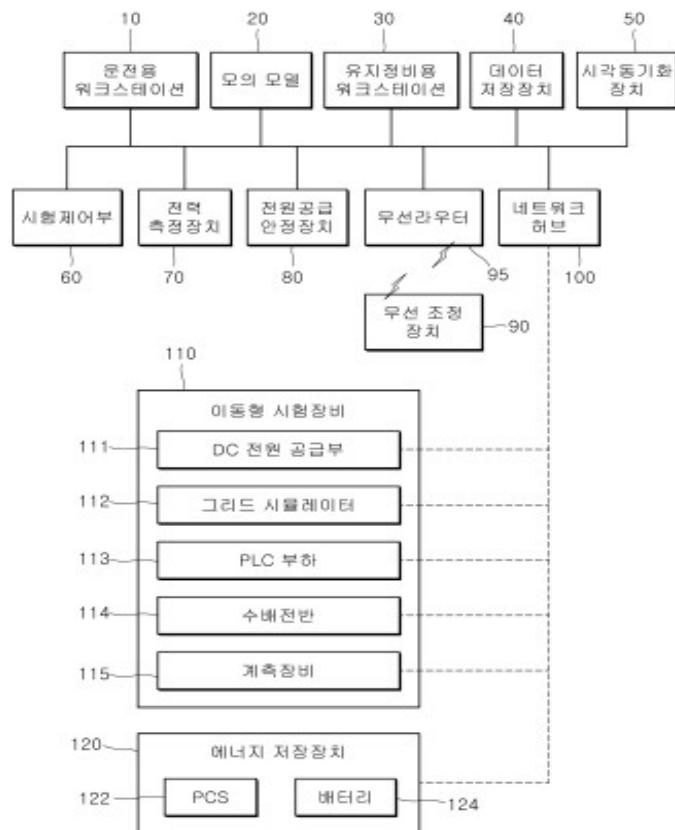 10
20
30
40
50
운전용
워크스테이션
모의 모델
유지정비용
워크스테이션
데이터
저장장치
시각동기화
장치
시험제어부
전력
측정장치
전원공급
안정장치
우선라우터
네트워크
허브
60
70
80
95
100
우선 조정
장치
90
110
이동형 시험장비
111
DC 전원 공급부
112
그리드 시뮬레이터
113
PLC 부하
114
수배전반
115
계측장비
120
에너지 저장장치
122
PCS
배터리
124